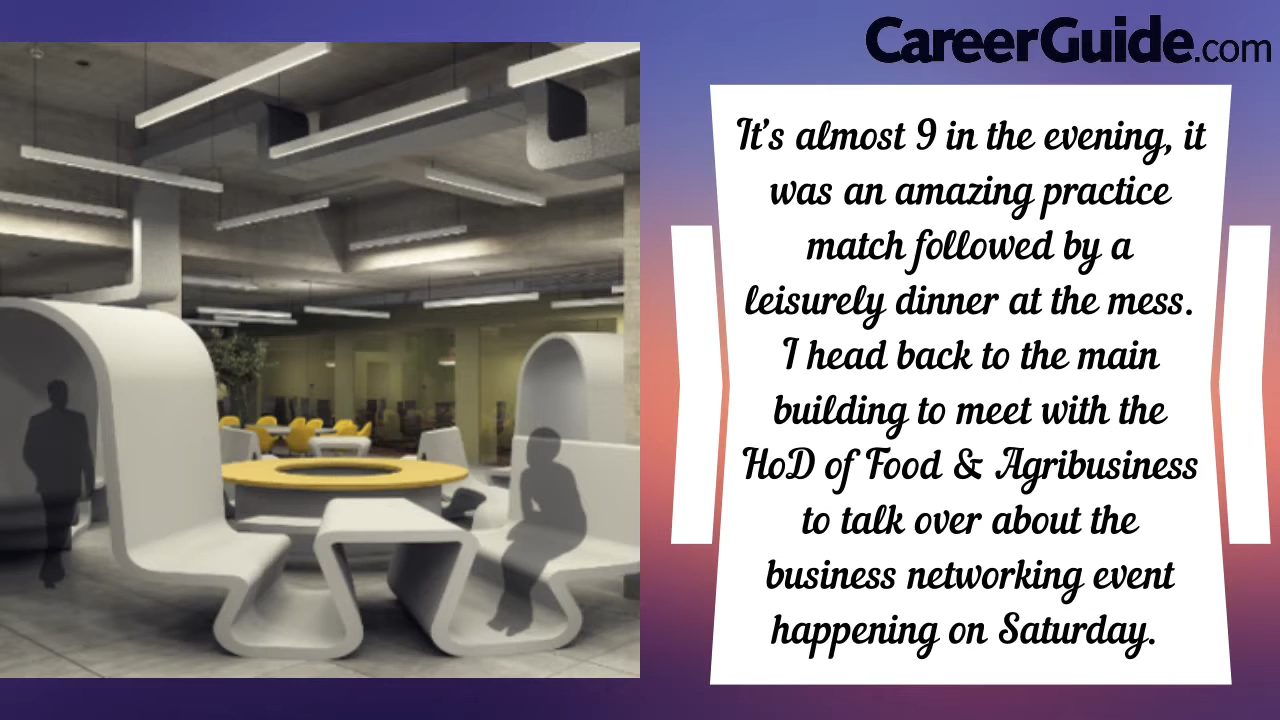 CareerGuide.com
It's almost 9 in the evening, it
was an amazing practice
match followed by a
leisurely dinner at the mess.
I head back to the main
building to meet with the
HoD of Food & Agribusiness
to talk over about the
business networking event
happening on Saturday.